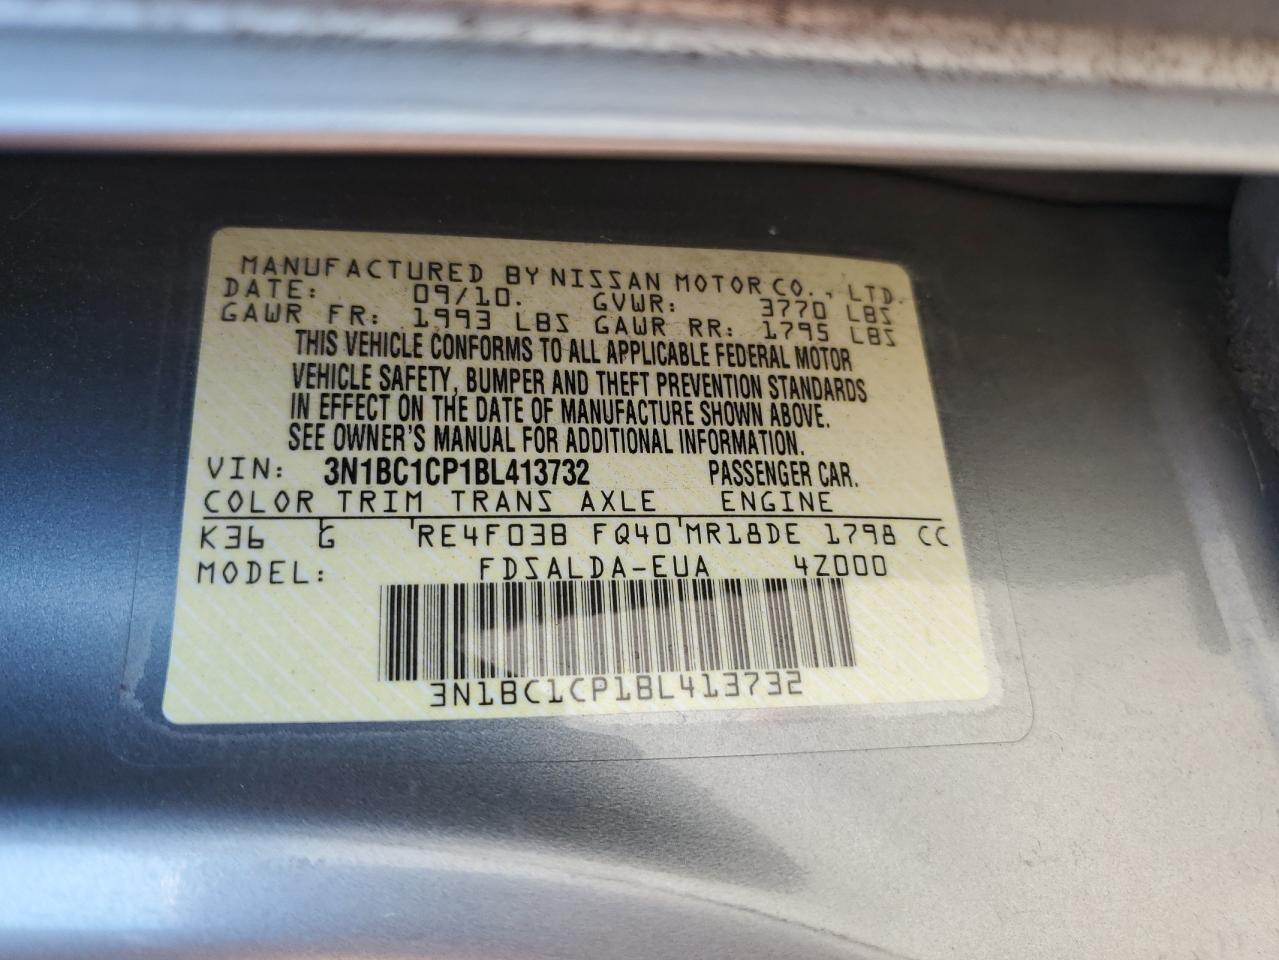 MANUFACTURED BY NISSAN MOTOR CO., LTD.
DATE: 09/10. GVWR: 3770 LBS
GAWR FR: 1993 LBS GAWR RR: 1795 LBS
THIS VEHICLE CONFORMS TO ALL APPLICABLE FEDERAL MOTOR
VEHICLE SAFETY, BUMPER AND THEFT PREVENTION STANDARDS
IN EFFECT ON THE DATE OF MANUFACTURE SHOWN ABOVE.
SEE OWNER'S MANUAL FOR ADDITIONAL INFORMATION.
VIN: 3N1BC1CP1BL413732 PASSENGER CAR.
COLOR TRIM TRANS AXLE ENGINE
K36 G RE4F03B FQ40 MR18DE 1798 CC
MODEL: FDSALDA-EUA 4Z000
3N1BC1CP1BL413732